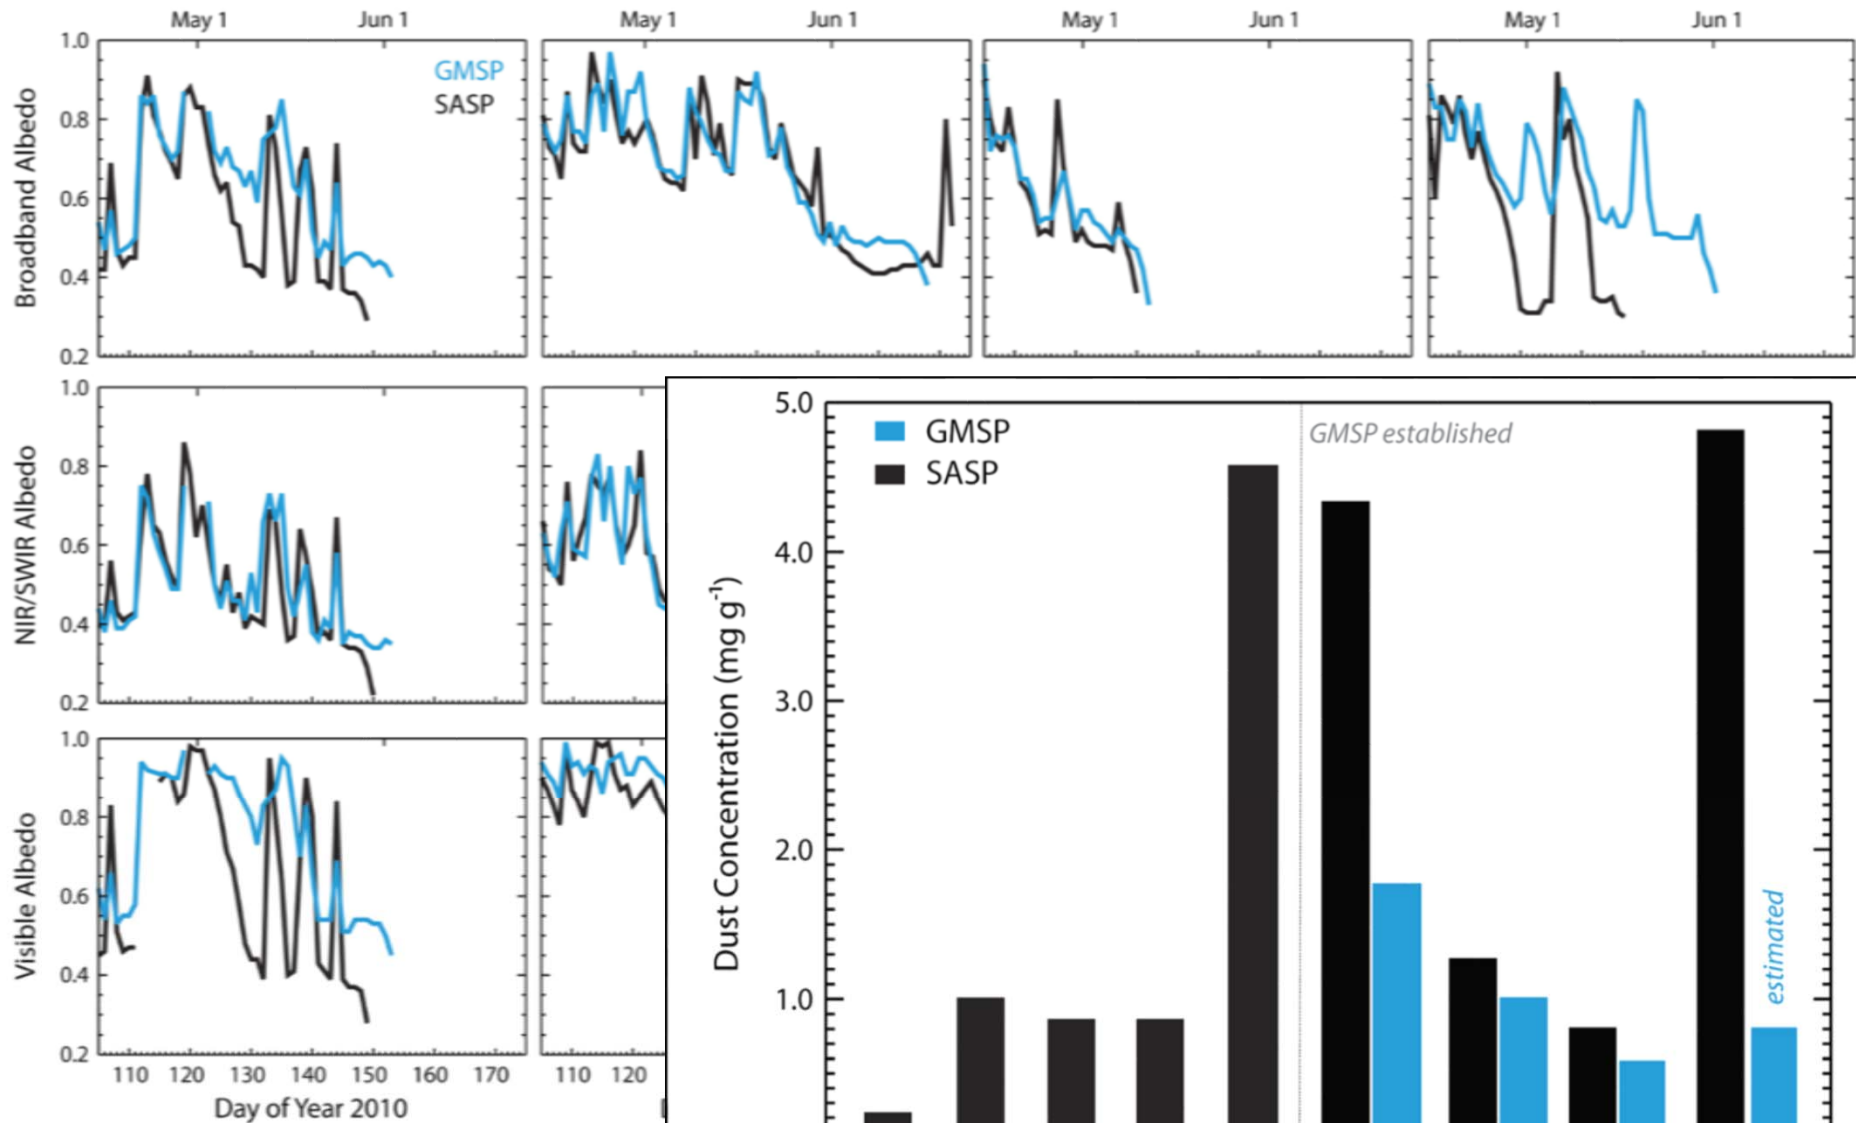 May 1 Jun 1 May 1 Jun 1 May 1 Jun 1 May 1 Jun 1
Broadband Albedo
1.0
0.8
0.6
0.4
0.2
GMSP
SASP
NIR/SWIR Albedo
1.0
0.8
0.6
0.4
0.2
Visible Albedo
1.0
0.8
0.6
0.4
0.2
110 120 130 140 150 160 170 110 120
Day of Year 2010
Dust Concentration (mg g-1)
5.0
4.0
3.0
2.0
1.0
GMSP
SASP
GMSP established
estimated